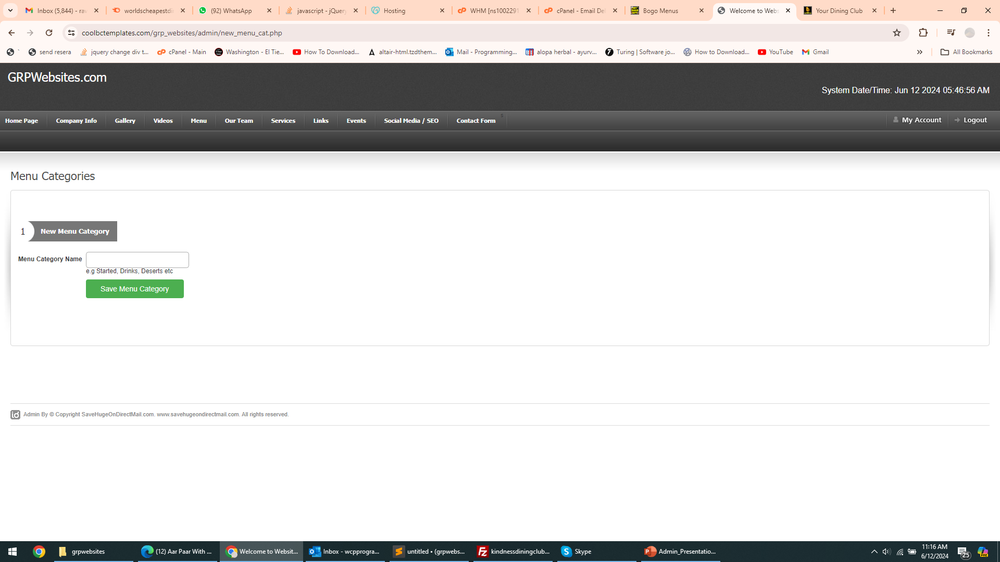 Inbox (5,844) - rav
worldscheapestdi
(92) WhatsApp
javascript - jQuery
Hosting
WHM [ns1002291
cPanel - Email Del
Bogo Menus
Welcome to Webs
Your Dining Club
coolbctemplates.com/grp_websites/admin/new_menu_cat.php
`
send resera
jquery change div t...
cPanel - Main
Washington - El Tie...
How To Download...
altair-html.tzdthem...
Mail - Programming...
alopa herbal - ayurv...
Turing | Software jo...
How to Download...
YouTube
Gmail
»
All Bookmarks
GRPWebsites.com
System Date/Time: Jun 12 2024 05:46:56 AM
Home Page
Company Info
Gallery
Videos
Menu
Our Team
Services
Links
Events
Social Media / SEO
Contact Form
s
My Account
Logout
Menu Categories
1
New Menu Category
Menu Category Name
e.g Started, Drinks, Deserts etc
Save Menu Category
Admin By © Copyright SaveHugeOnDirectMail.com. www.savehugeondirectmail.com. All rights reserved.
grpwebsites
(12) Aar Paar With ...
Welcome to Websit...
Inbox - wcpprogra...
untitled • (grpwebs...
kindnessdiningclub...
Skype
Admin_Presentatio...
11:16 AM
6/12/2024
25
PRE